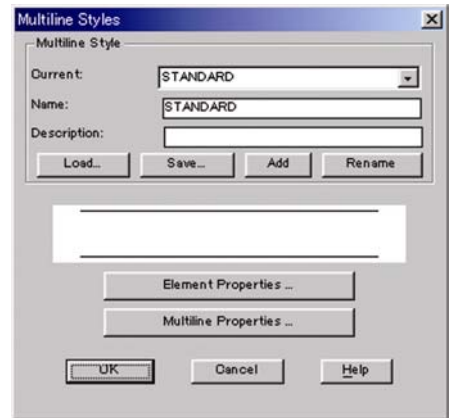 Multiline Styles
Multiline Style
Current:
STANDARD
Name:
STANDARD
Description:
Load...
Save...
Add
Rename
Element Properties ...
Multiline Properties ...
OK
Cancel
Help